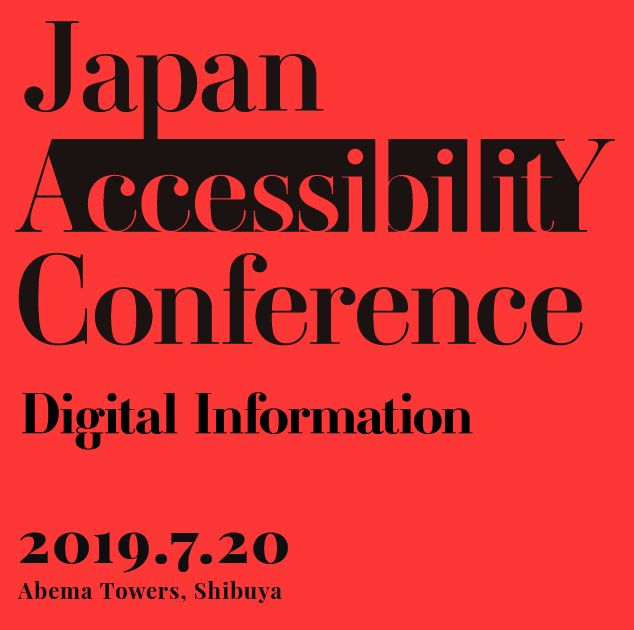 Japan
AccessibilitY
Conference
Digital Information
2019.7.20
Abema Towers, Shibuya